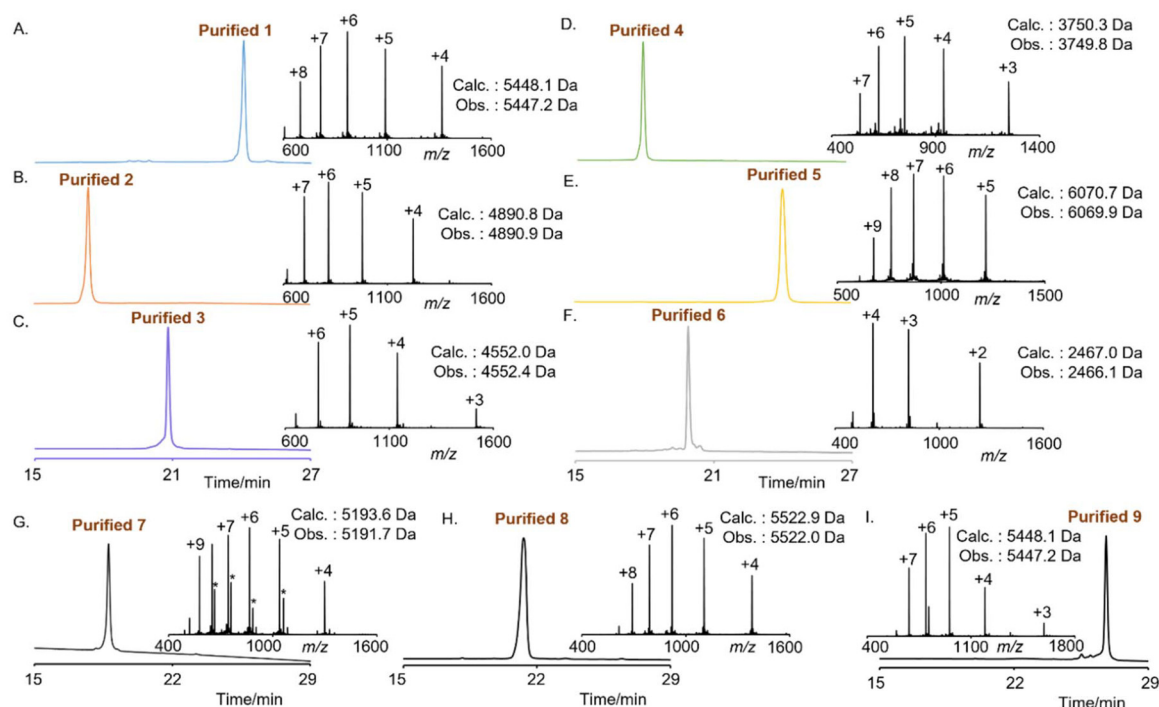 A.
Purified 1
+8
+7
+6
+5
+4
Calc. : 5448.1 Da
Obs. : 5447.2 Da
600
1100
1600
m/z
B.
Purified 2
+7
+6
+5
+4
Calc. : 4890.8 Da
Obs. : 4890.9 Da
600
1100
1600
m/z
C.
Purified 3
+6
+5
+4
+3
Calc. : 4552.0 Da
Obs. : 4552.4 Da
600
1100
1600
m/z
15
21
27
Time/min
D.
Purified 4
+7
+6
+5
+4
+3
Calc. : 3750.3 Da
Obs. : 3749.8 Da
400
900
1400
m/z
E.
Purified 5
+9
+8
+7
+6
+5
Calc. : 6070.7 Da
Obs. : 6069.9 Da
500
1000
1500
m/z
F.
Purified 6
+4
+3
+2
Calc. : 2467.0 Da
Obs. : 2466.1 Da
400
1000
1600
m/z
15
21
27
Time/min
G.
Purified 7
+9
+7
+6
+5
+4
* * * *
Calc. : 5193.6 Da
Obs. : 5191.7 Da
400
1000
1600
m/z
15
22
29
Time/min
H.
Purified 8
+8
+7
+6
+5
+4
Calc. : 5522.9 Da
Obs. : 5522.0 Da
400
1000
1600
m/z
15
22
29
Time/min
I.
Purified 9
+7
+6
+5
+4
+3
Calc. : 5448.1 Da
Obs. : 5447.2 Da
400
1100
1800
m/z
15
22
29
Time/min